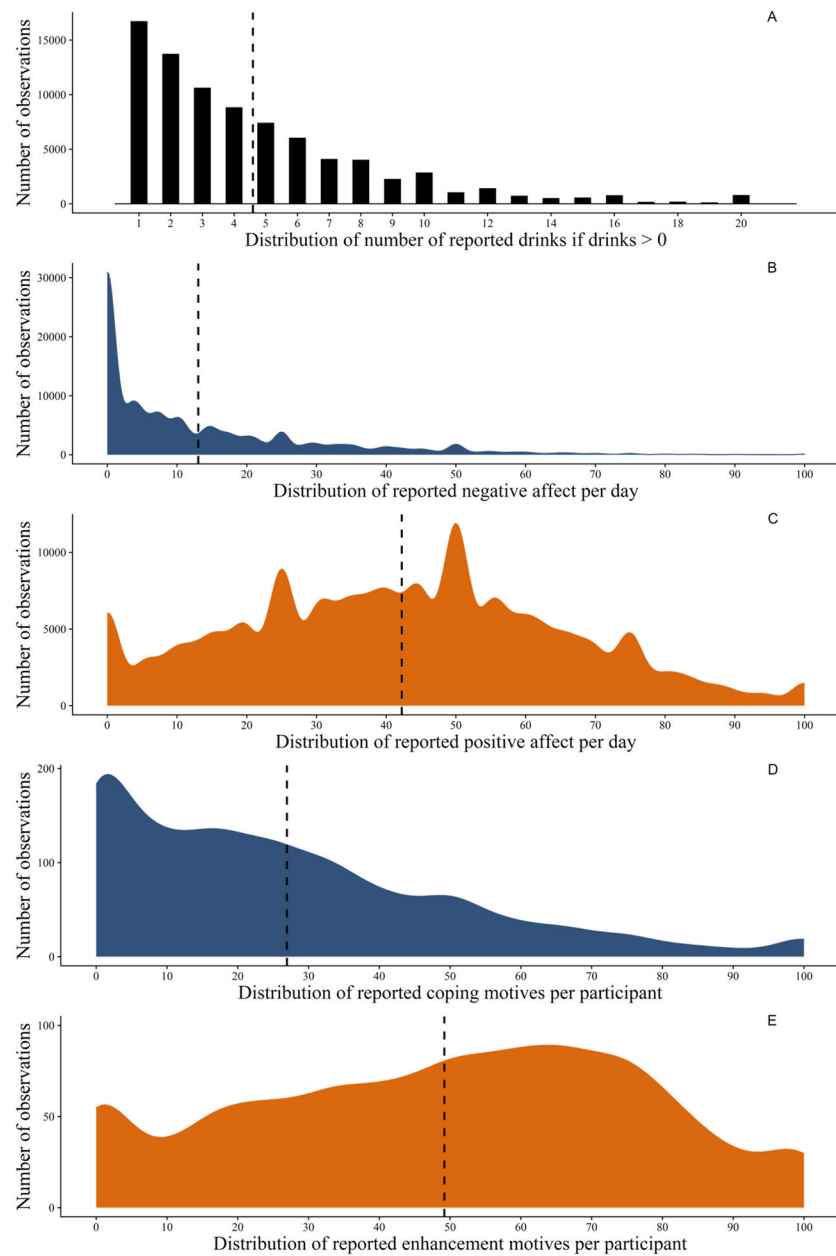 A
Number of observations
15000
10000
5000
0
1 2 3 4 5 6 7 8 9 10 12 14 16 18 20
Distribution of number of reported drinks if drinks > 0
B
Number of observations
30000
20000
10000
0
0 10 20 30 40 50 60 70 80 90 100
Distribution of reported negative affect per day
C
Number of observations
10000
5000
0
0 10 20 30 40 50 60 70 80 90 100
Distribution of reported positive affect per day
D
Number of observations
200
100
0
0 10 20 30 40 50 60 70 80 90 100
Distribution of reported coping motives per participant
E
Number of observations
100
50
0
0 10 20 30 40 50 60 70 80 90 100
Distribution of reported enhancement motives per participant